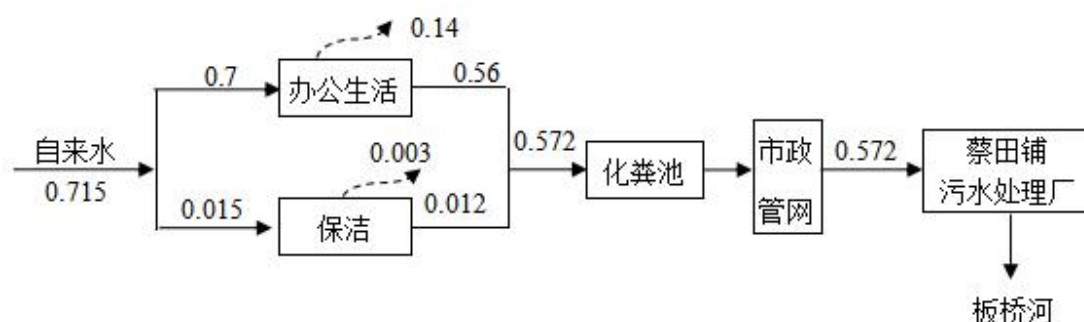 0.14
0.7
办公生活
0.56
自来水
0.715
0.003
0.572
化粪池
市政
管网
0.572
蔡田铺
污水处理厂
0.015
保洁
0.012
板桥河